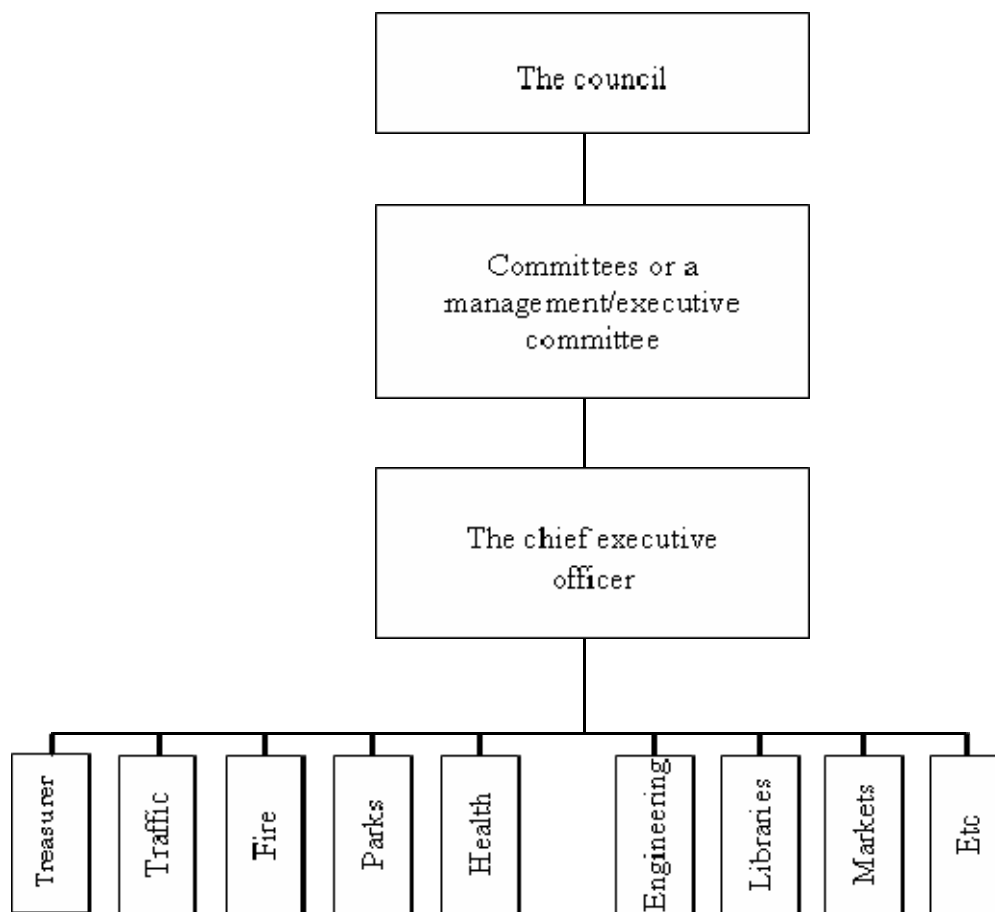 The council
Committees or a
management/executive
committee
The chief executive
officer
Treasurer
Traffic
Fire
Parks
Health
Engineering
Libraries
Markets
Etc